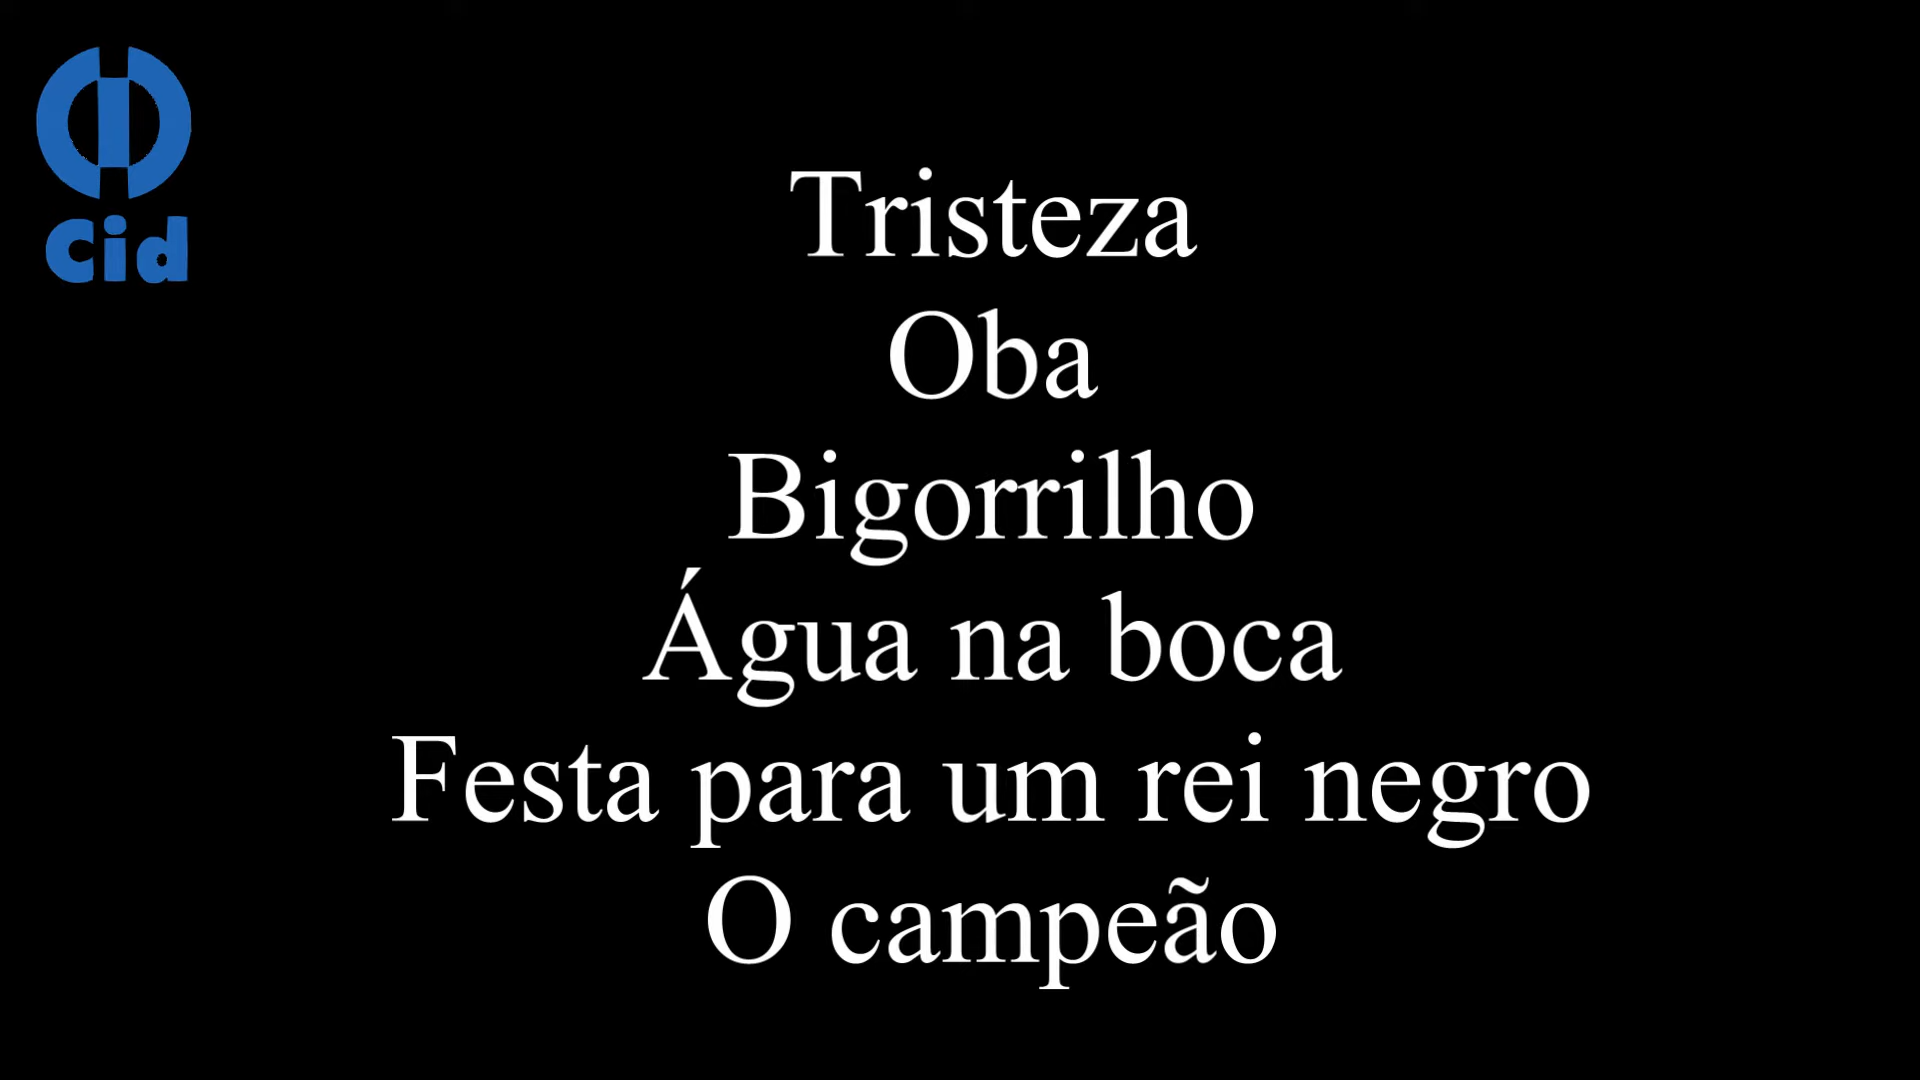 Cid
Tristeza
Oba
Bigorrilho
Água na boca
Festa para um rei negro
O campeão